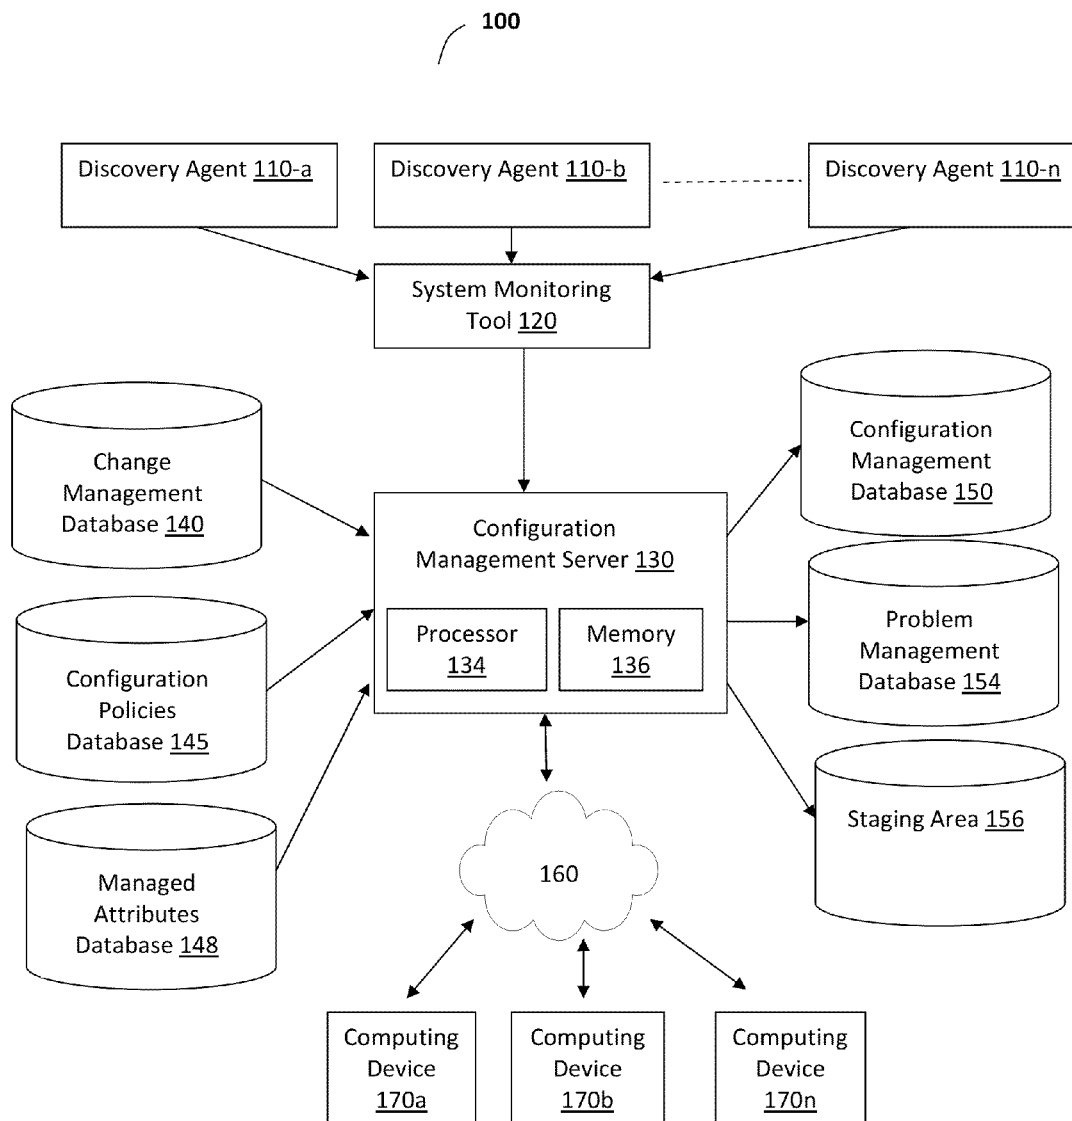 100
Discovery Agent 110-a
Discovery Agent 110-b
Discovery Agent 110-n
System Monitoring
Tool 120
Change
Management
Database 140
Configuration
Management
Database 150
Configuration
Management Server 130
Processor
134
Memory
136
Configuration
Policies
Database 145
Problem
Management
Database 154
Managed
Attributes
Database 148
Staging Area 156
160
Computing
Device
170a
Computing
Device
170b
Computing
Device
170n